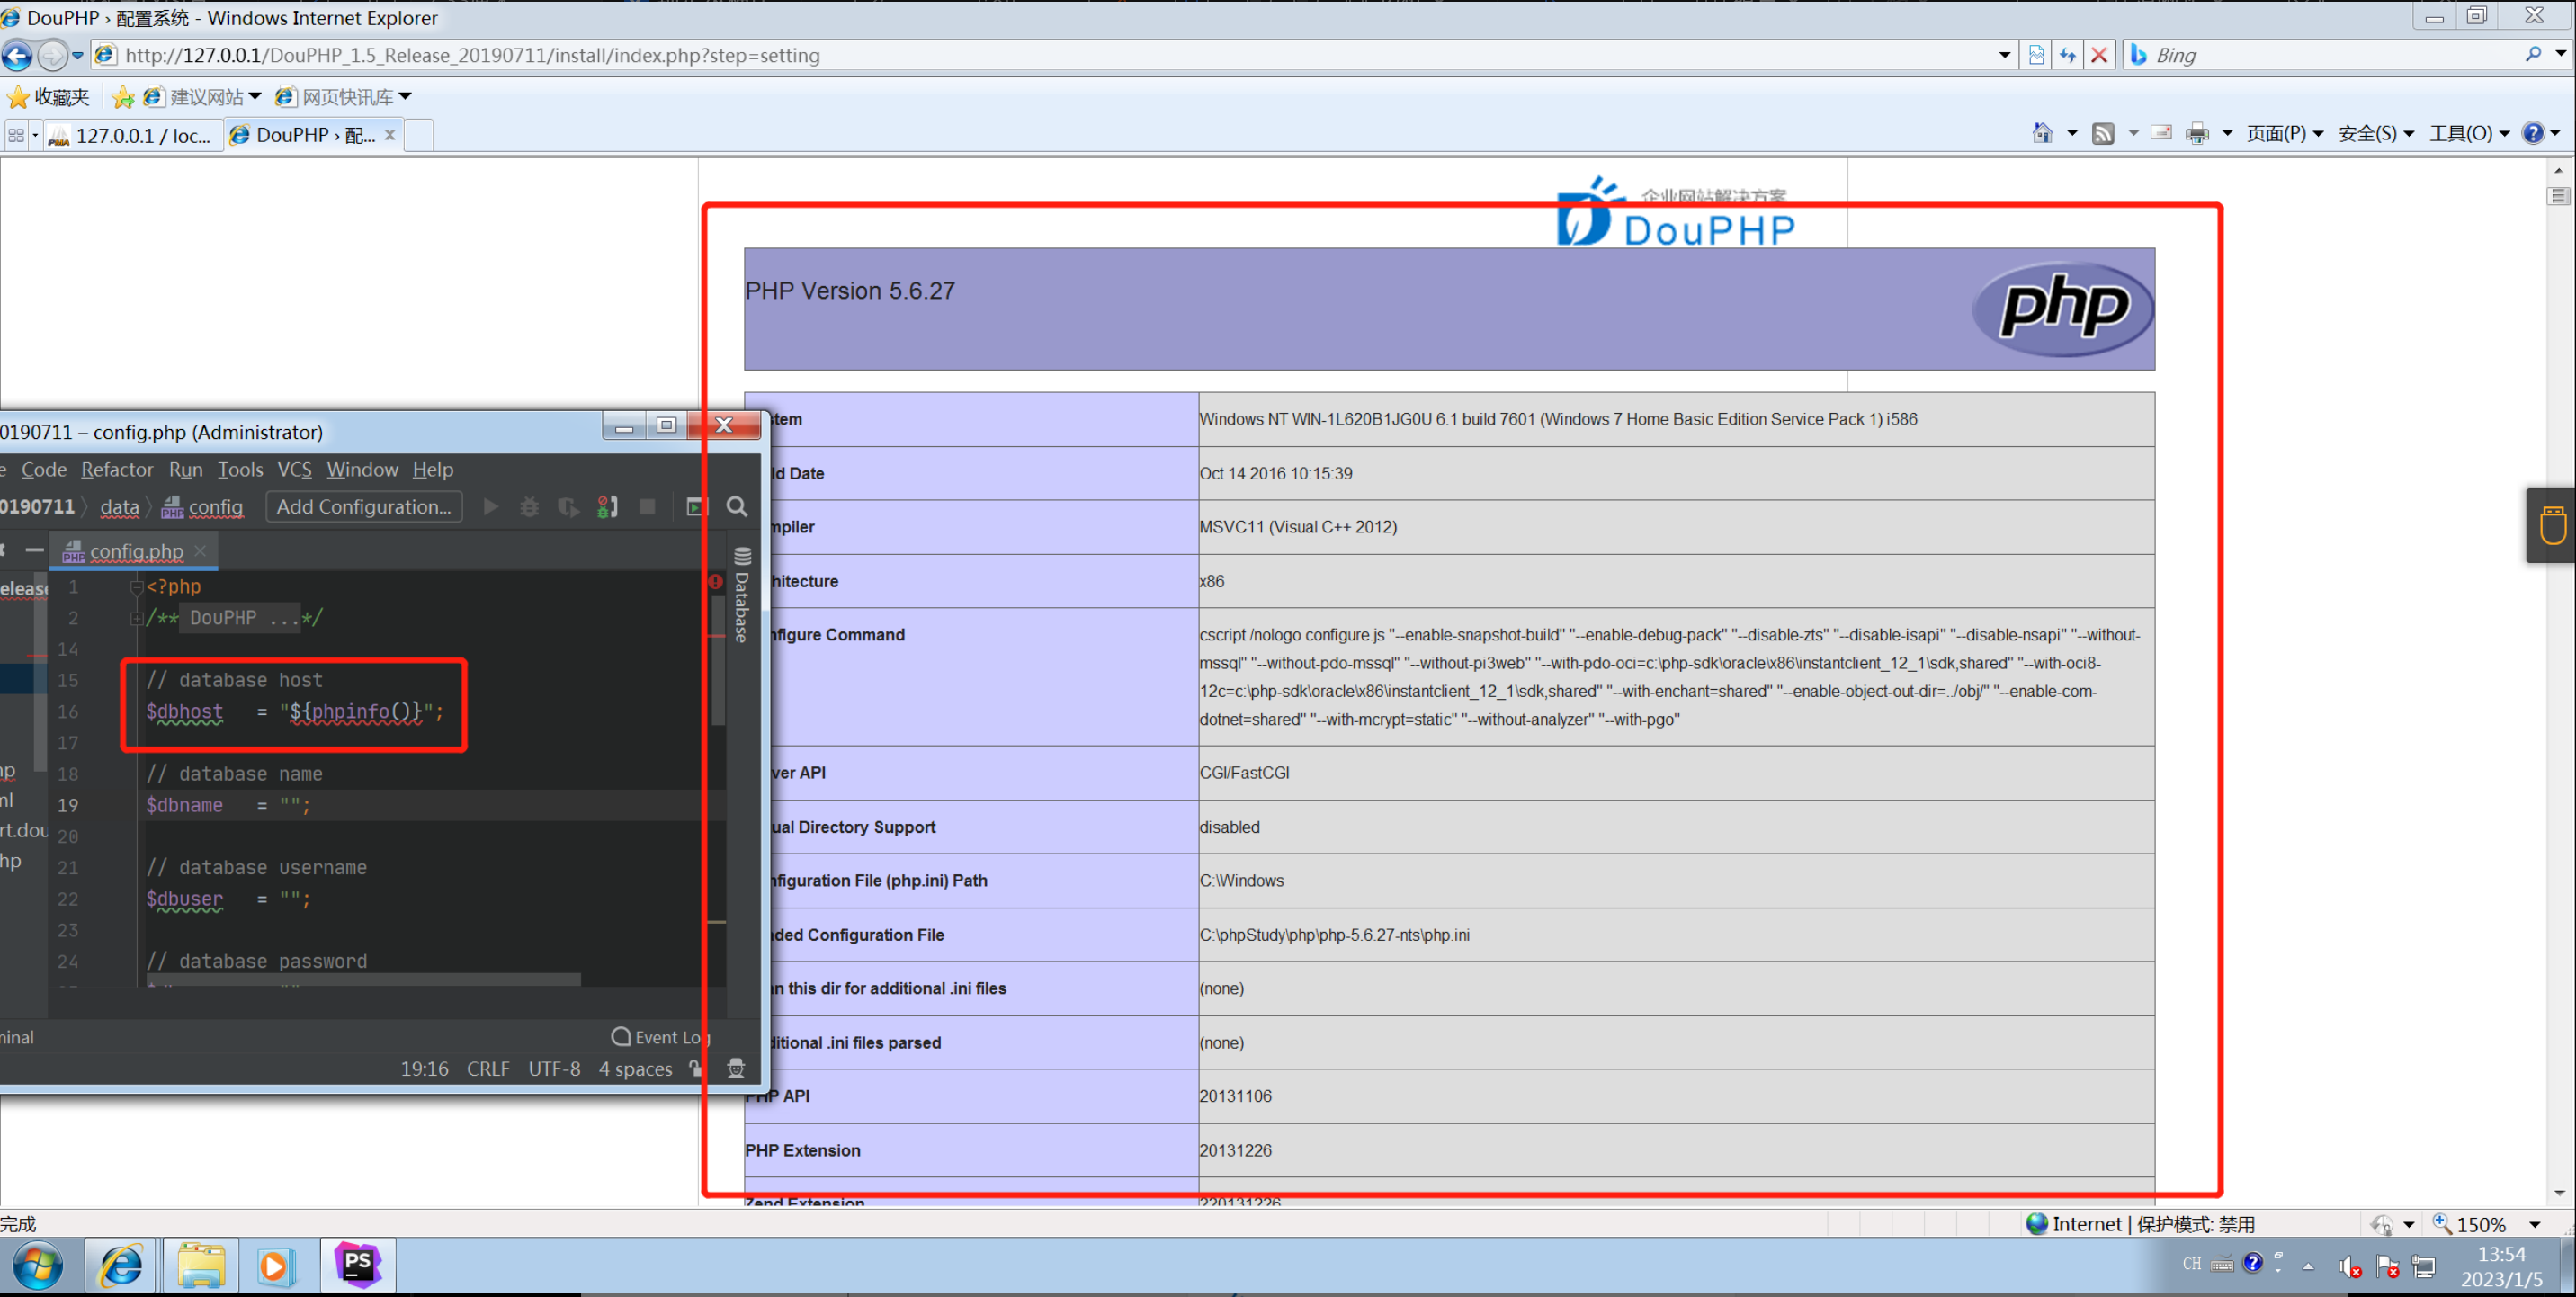 DouPHP › 配置系统 - Windows Internet Explorer
http://127.0.0.1/DouPHP_1.5_Release_20190711/install/index.php?step=setting
Bing
收藏夹 建议网站 网页快讯库
127.0.0.1 / loc... DouPHP › 配...
页面(P) 安全(S) 工具(O)
企业网站解决方案
DouPHP
PHP Version 5.6.27
php
stem Windows NT WIN-1L620B1JG0U 6.1 build 7601 (Windows 7 Home Basic Edition Service Pack 1) i586
ld Date Oct 14 2016 10:15:39
mpiler MSVC11 (Visual C++ 2012)
hitecture x86
nfigure Command cscript /nologo configure.js "--enable-snapshot-build" "--enable-debug-pack" "--disable-zts" "--disable-isapi" "--disable-nsapi" "--without-
mssql" "--without-pdo-mssql" "--without-pi3web" "--with-pdo-oci=c:\php-sdk\oracle\x86\instantclient_12_1\sdk,shared" "--with-oci8-
12c=c:\php-sdk\oracle\x86\instantclient_12_1\sdk,shared" "--with-enchant=shared" "--enable-object-out-dir=../obj/" "--enable-com-
dotnet=shared" "--with-mcrypt=static" "--without-analyzer" "--with-pgo"
ver API CGI/FastCGI
ual Directory Support disabled
nfiguration File (php.ini) Path C:\Windows
ded Configuration File C:\phpStudy\php\php-5.6.27-nts\php.ini
n this dir for additional .ini files (none)
ditional .ini files parsed (none)
PHP API 20131106
PHP Extension 20131226
Zend Extension 220131226
0190711 – config.php (Administrator)
e Code Refactor Run Tools VCS Window Help
0190711 data config Add Configuration...
config.php
Database
elease
1 <?php
2 /** DouPHP ...*/
14
15 // database host
16 $dbhost = "${phpinfo()}";
17
18 // database name
19 $dbname = "";
20
21 // database username
22 $dbuser = "";
23
24 // database password
hp
ml
rt.dou
hp
minal
Event Log
19:16 CRLF UTF-8 4 spaces
完成
Internet | 保护模式: 禁用
150%
PS
CH
13:54
2023/1/5